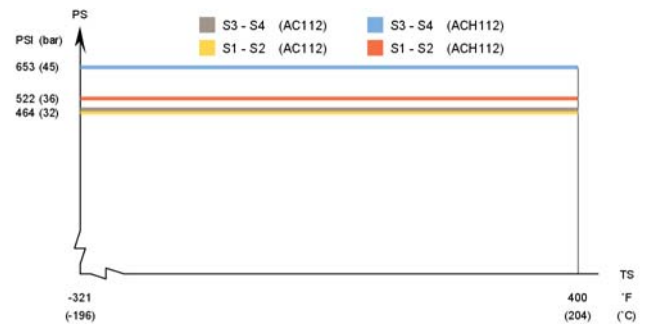 PS
PSI (bar)
S3 - S4 (AC112)
S3 - S4 (ACH112)
S1 - S2 (AC112)
S1 - S2 (ACH112)
653 (45)
522 (36)
464 (32)
TS
-321
400
°F
(-196)
(204)
(°C)